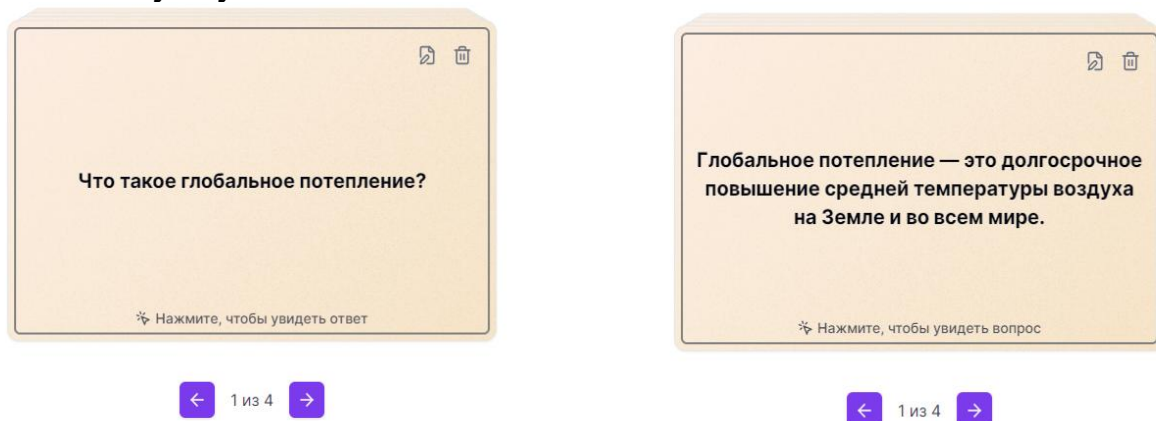 Что такое глобальное потепление?
Нажмите, чтобы увидеть ответ
1 из 4
Глобальное потепление — это долгосрочное
повышение средней температуры воздуха
на Земле и во всем мире.
Нажмите, чтобы увидеть вопрос
1 из 4